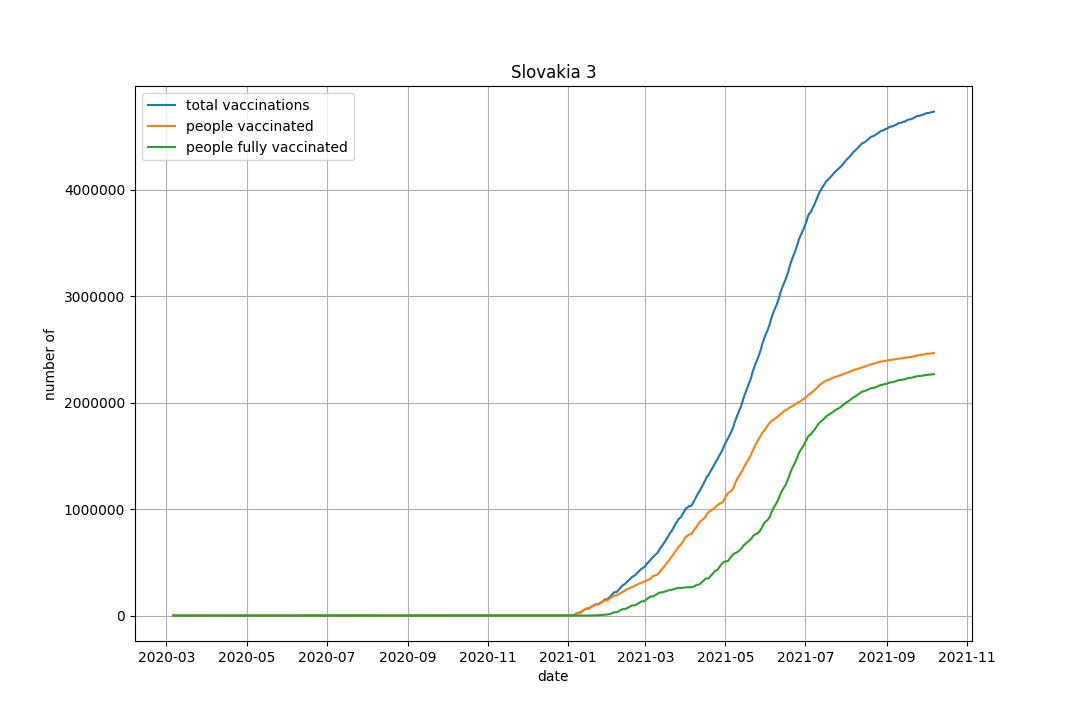 Slovakia 3
total vaccinations
people vaccinated
people fully vaccinated
number of
4000000
3000000
2000000
1000000
0
2020-03 2020-05 2020-07 2020-09 2020-11 2021-01 2021-03 2021-05 2021-07 2021-09 2021-11
date